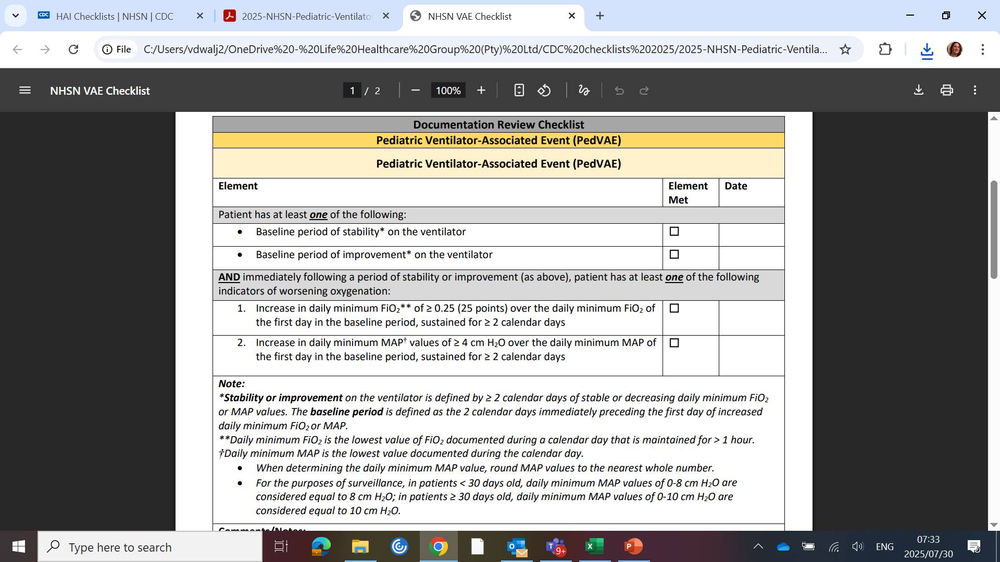 HAI Checklists | NHSN | CDC
2025-NHSN-Pediatric-Ventilato
NHSN VAE Checklist
File
C:/Users/vdwalj2/OneDrive%20-%20Life%20Healthcare%20Group%20(Pty)%20Ltd/CDC%20checklists%202025/2025-NHSN-Pediatric-Ventila...
NHSN VAE Checklist
1 / 2
100%
Documentation Review Checklist
Pediatric Ventilator-Associated Event (PedVAE)
Pediatric Ventilator-Associated Event (PedVAE)
Element
Element Met
Date
Patient has at least one of the following:
• Baseline period of stability* on the ventilator
• Baseline period of improvement* on the ventilator
AND immediately following a period of stability or improvement (as above), patient has at least one of the following
indicators of worsening oxygenation:
1. Increase in daily minimum FiO₂** of ≥ 0.25 (25 points) over the daily minimum FiO₂ of
the first day in the baseline period, sustained for ≥ 2 calendar days
2. Increase in daily minimum MAP† values of ≥ 4 cm H₂O over the daily minimum MAP of
the first day in the baseline period, sustained for ≥ 2 calendar days
Note:
*Stability or improvement on the ventilator is defined by ≥ 2 calendar days of stable or decreasing daily minimum FiO₂
or MAP values. The baseline period is defined as the 2 calendar days immediately preceding the first day of increased
daily minimum FiO₂ or MAP.
**Daily minimum FiO₂ is the lowest value of FiO₂ documented during a calendar day that is maintained for > 1 hour.
†Daily minimum MAP is the lowest value documented during the calendar day.
• When determining the daily minimum MAP value, round MAP values to the nearest whole number.
• For the purposes of surveillance, in patients < 30 days old, daily minimum MAP values of 0-8 cm H₂O are
considered equal to 8 cm H₂O; in patients ≥ 30 days old, daily minimum MAP values of 0-10 cm H₂O are
considered equal to 10 cm H₂O.
Comments/Notes:
Type here to search
9+
ENG
07:33
2025/07/30